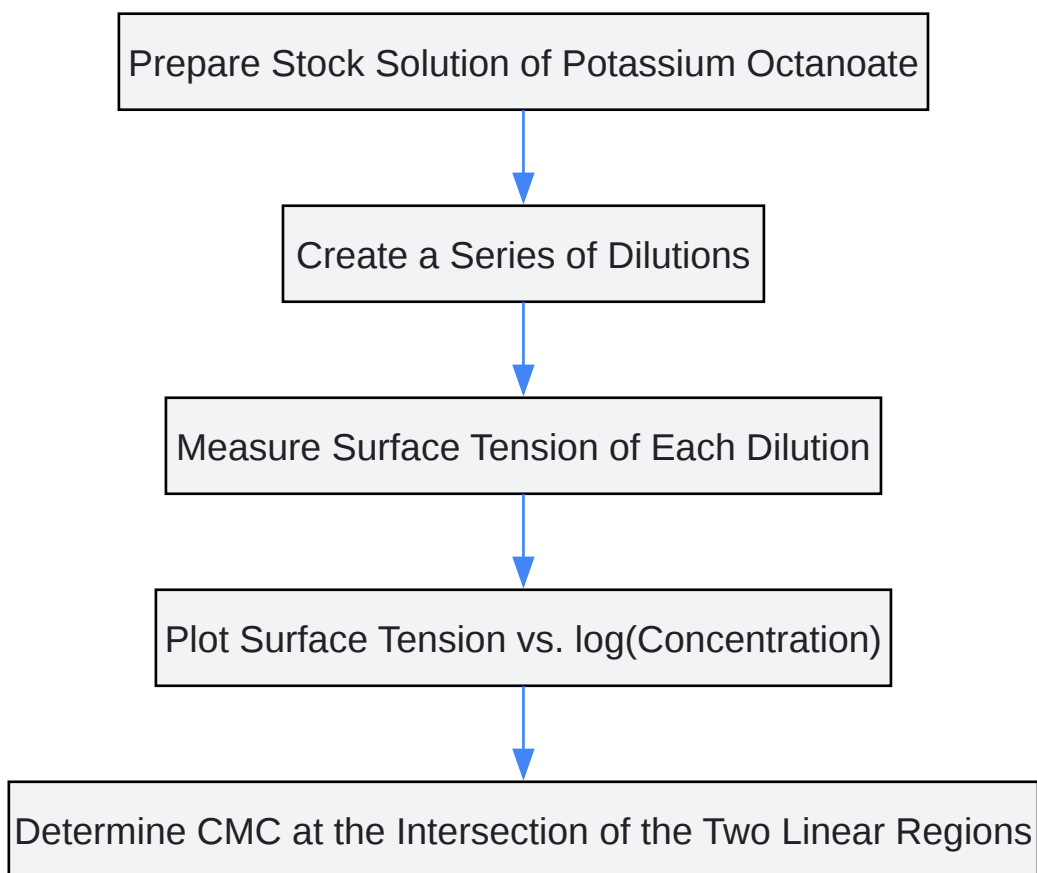 Prepare Stock Solution of Potassium Octanoate
Create a Series of Dilutions
Measure Surface Tension of Each Dilution
Plot Surface Tension vs. log(Concentration)
Determine CMC at the Intersection of the Two Linear Regions